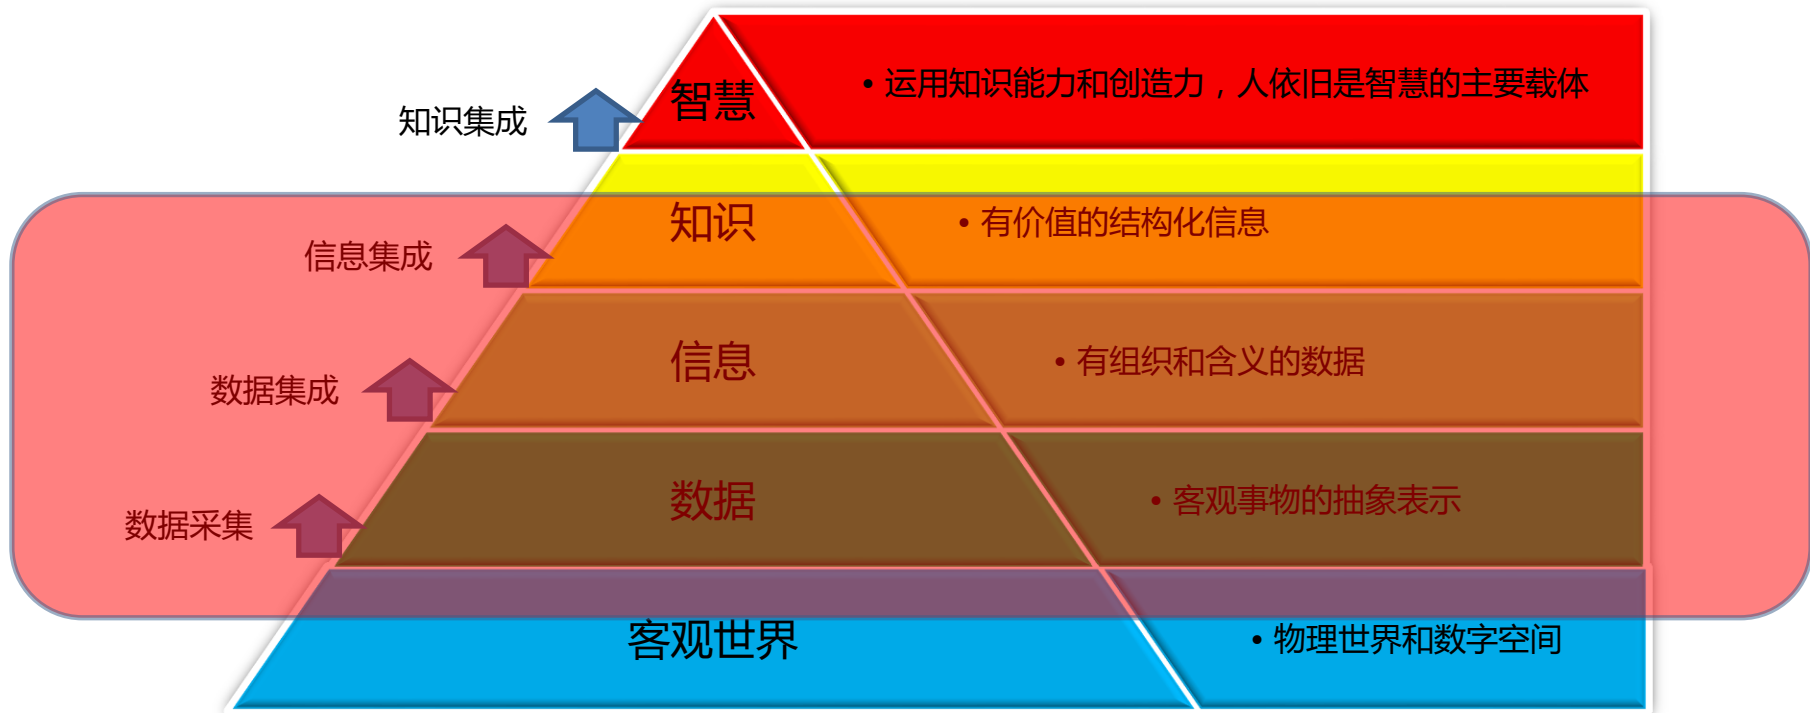 智慧
• 运用知识能力和创造力，人依旧是智慧的主要载体
知识集成
知识
• 有价值的结构化信息
信息集成
信息
• 有组织和含义的数据
数据集成
数据
• 客观事物的抽象表示
数据采集
客观世界
• 物理世界和数字空间